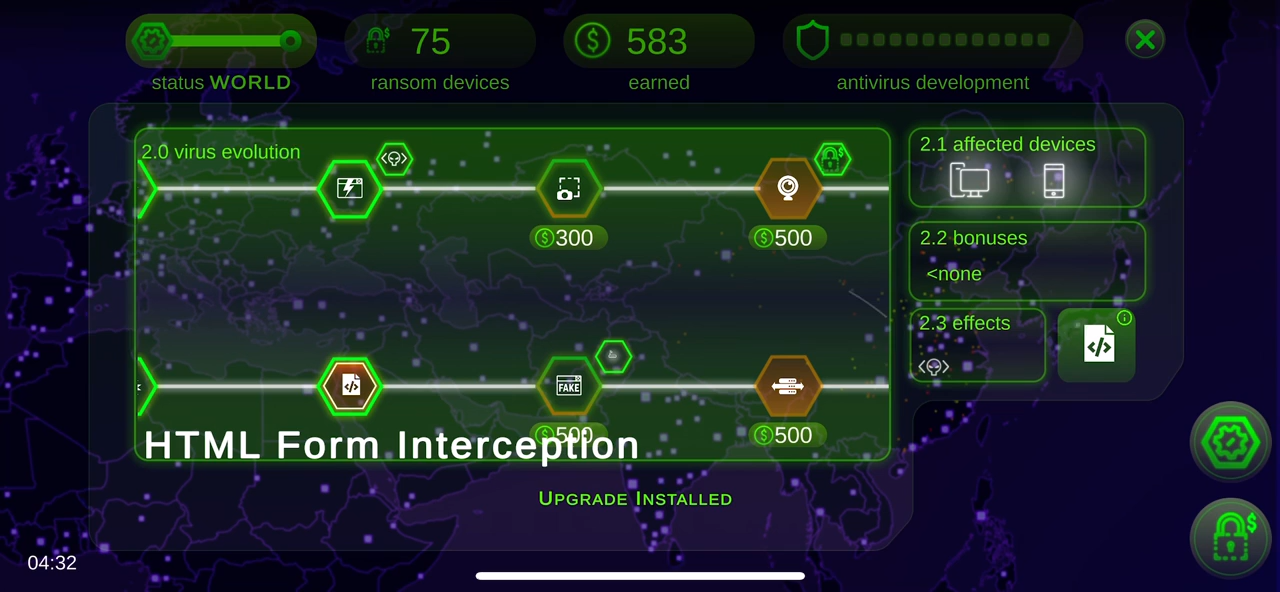 75
583
status WORLD
ransom devices
earned
antivirus development
2.0 virus evolution
300
500
FAKE
500
500
HTML Form Interception
UPGRADE INSTALLED
2.1 affected devices
2.2 bonuses
<none
2.3 effects
04:32